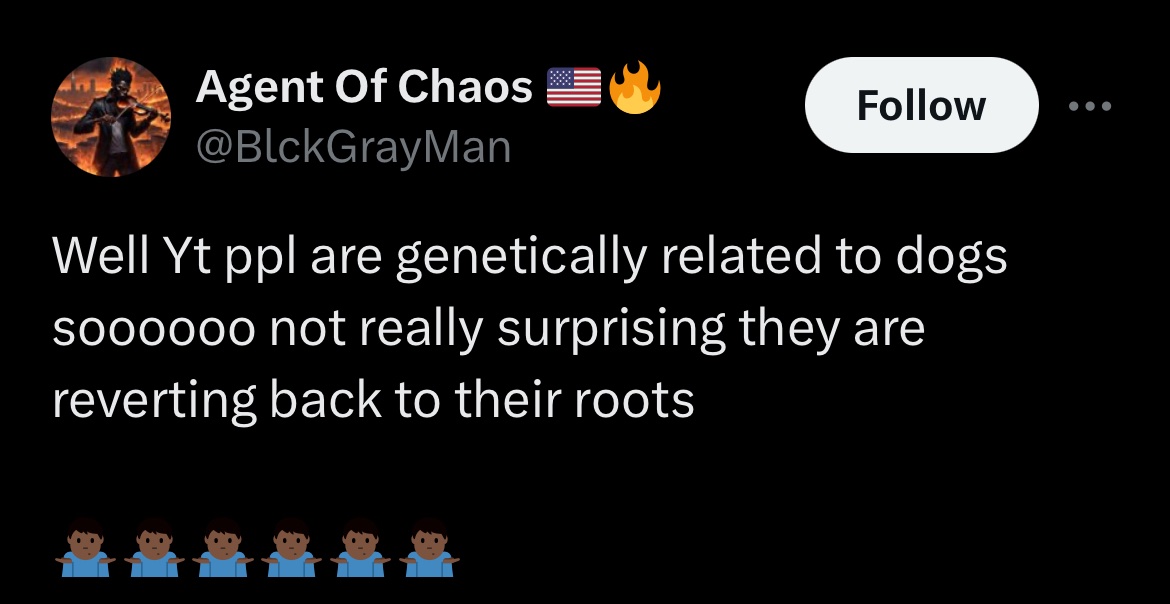 Agent Of Chaos 🇺🇸🔥
@BlckGrayMan
Follow
Well Yt ppl are genetically related to dogs
soooooo not really surprising they are
reverting back to their roots
🤷🏾‍♂️🤷🏾‍♂️🤷🏾‍♂️🤷🏾‍♂️🤷🏾‍♂️🤷🏾‍♂️